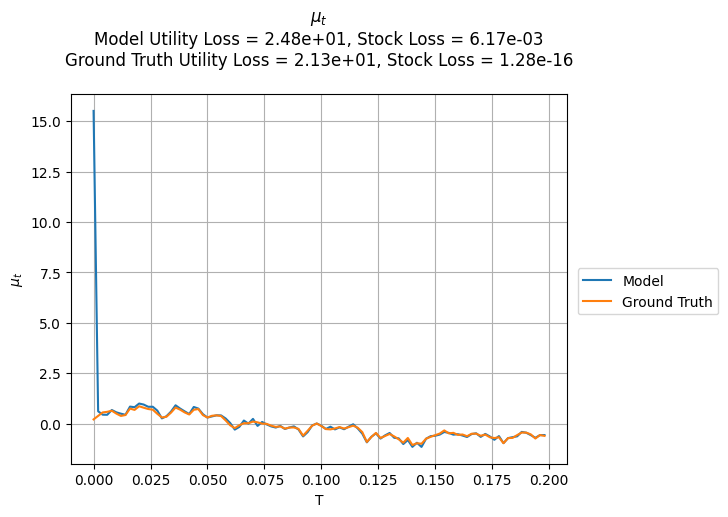 μₜ
Model Utility Loss = 2.48e+01, Stock Loss = 6.17e-03
Ground Truth Utility Loss = 2.13e+01, Stock Loss = 1.28e-16
15.0
12.5
10.0
7.5
5.0
2.5
0.0
μₜ
0.000
0.025
0.050
0.075
0.100
0.125
0.150
0.175
0.200
T
Model
Ground Truth